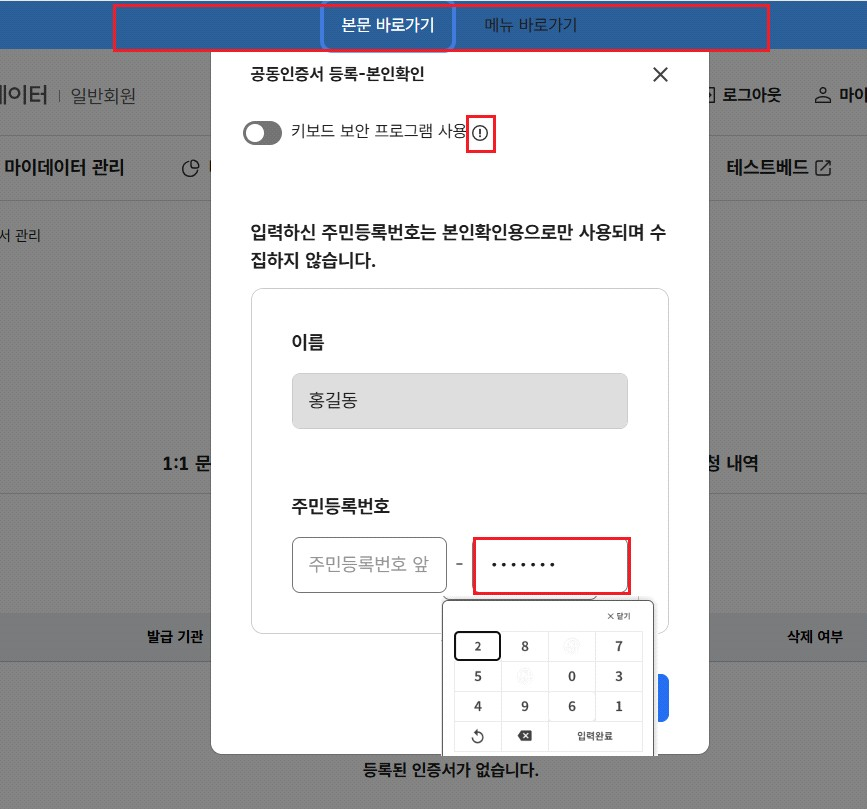 본문 바로가기
메뉴 바로가기
공동인증서 등록-본인확인
데이터 | 일반회원
로그아웃
마이
키보드 보안 프로그램 사용
마이데이터 관리
테스트베드
서 관리
입력하신 주민등록번호는 본인확인용으로만 사용되며 수
집하지 않습니다.
이름
홍길동
1:1 문
청 내역
주민등록번호
주민등록번호 앞
-
•••••••
× 닫기
발급 기관
삭제 여부
2 8 7
5 0 3
4 9 6 1
입력완료
등록된 인증서가 없습니다.